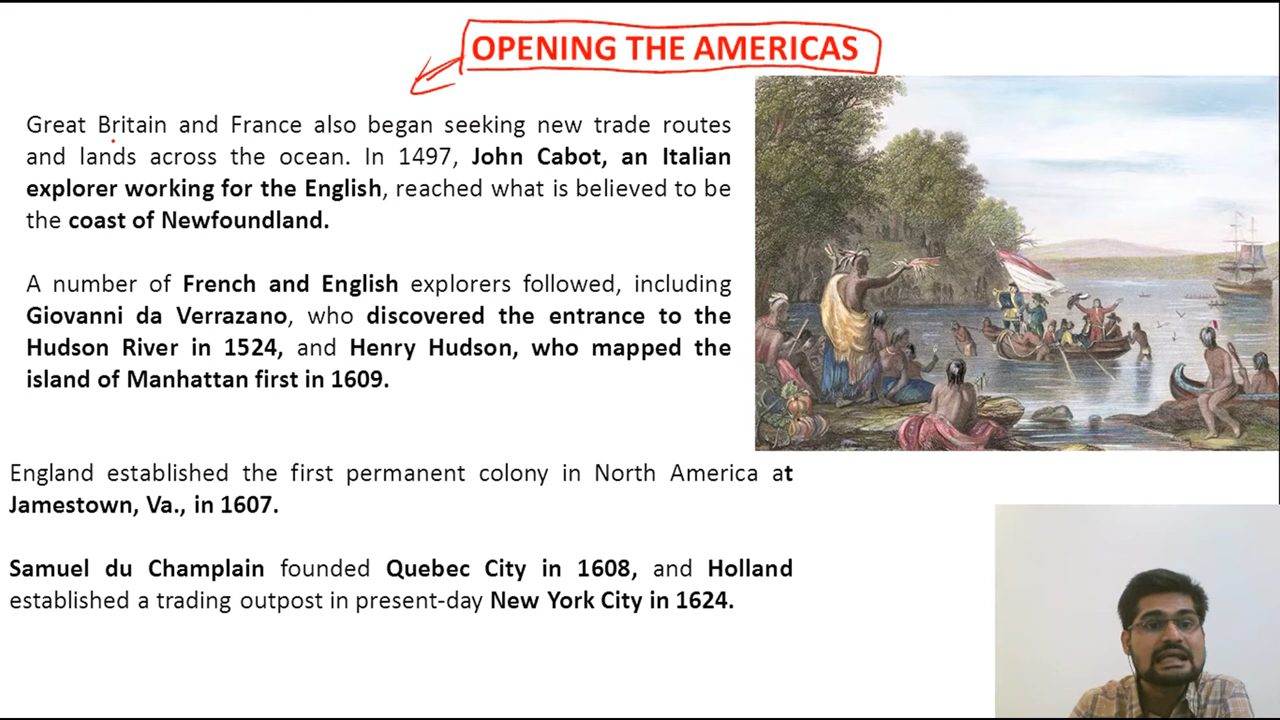 OPENING THE AMERICAS
Great Britain and France also began seeking new trade routes
and lands across the ocean. In 1497, John Cabot, an Italian
explorer working for the English, reached what is believed to be
the coast of Newfoundland.
A number of French and English explorers followed, including
Giovanni da Verrazano, who discovered the entrance to the
Hudson River in 1524, and Henry Hudson, who mapped the
island of Manhattan first in 1609.
England established the first permanent colony in North America at
Jamestown, Va., in 1607.
Samuel du Champlain founded Quebec City in 1608, and Holland
established a trading outpost in present-day New York City in 1624.